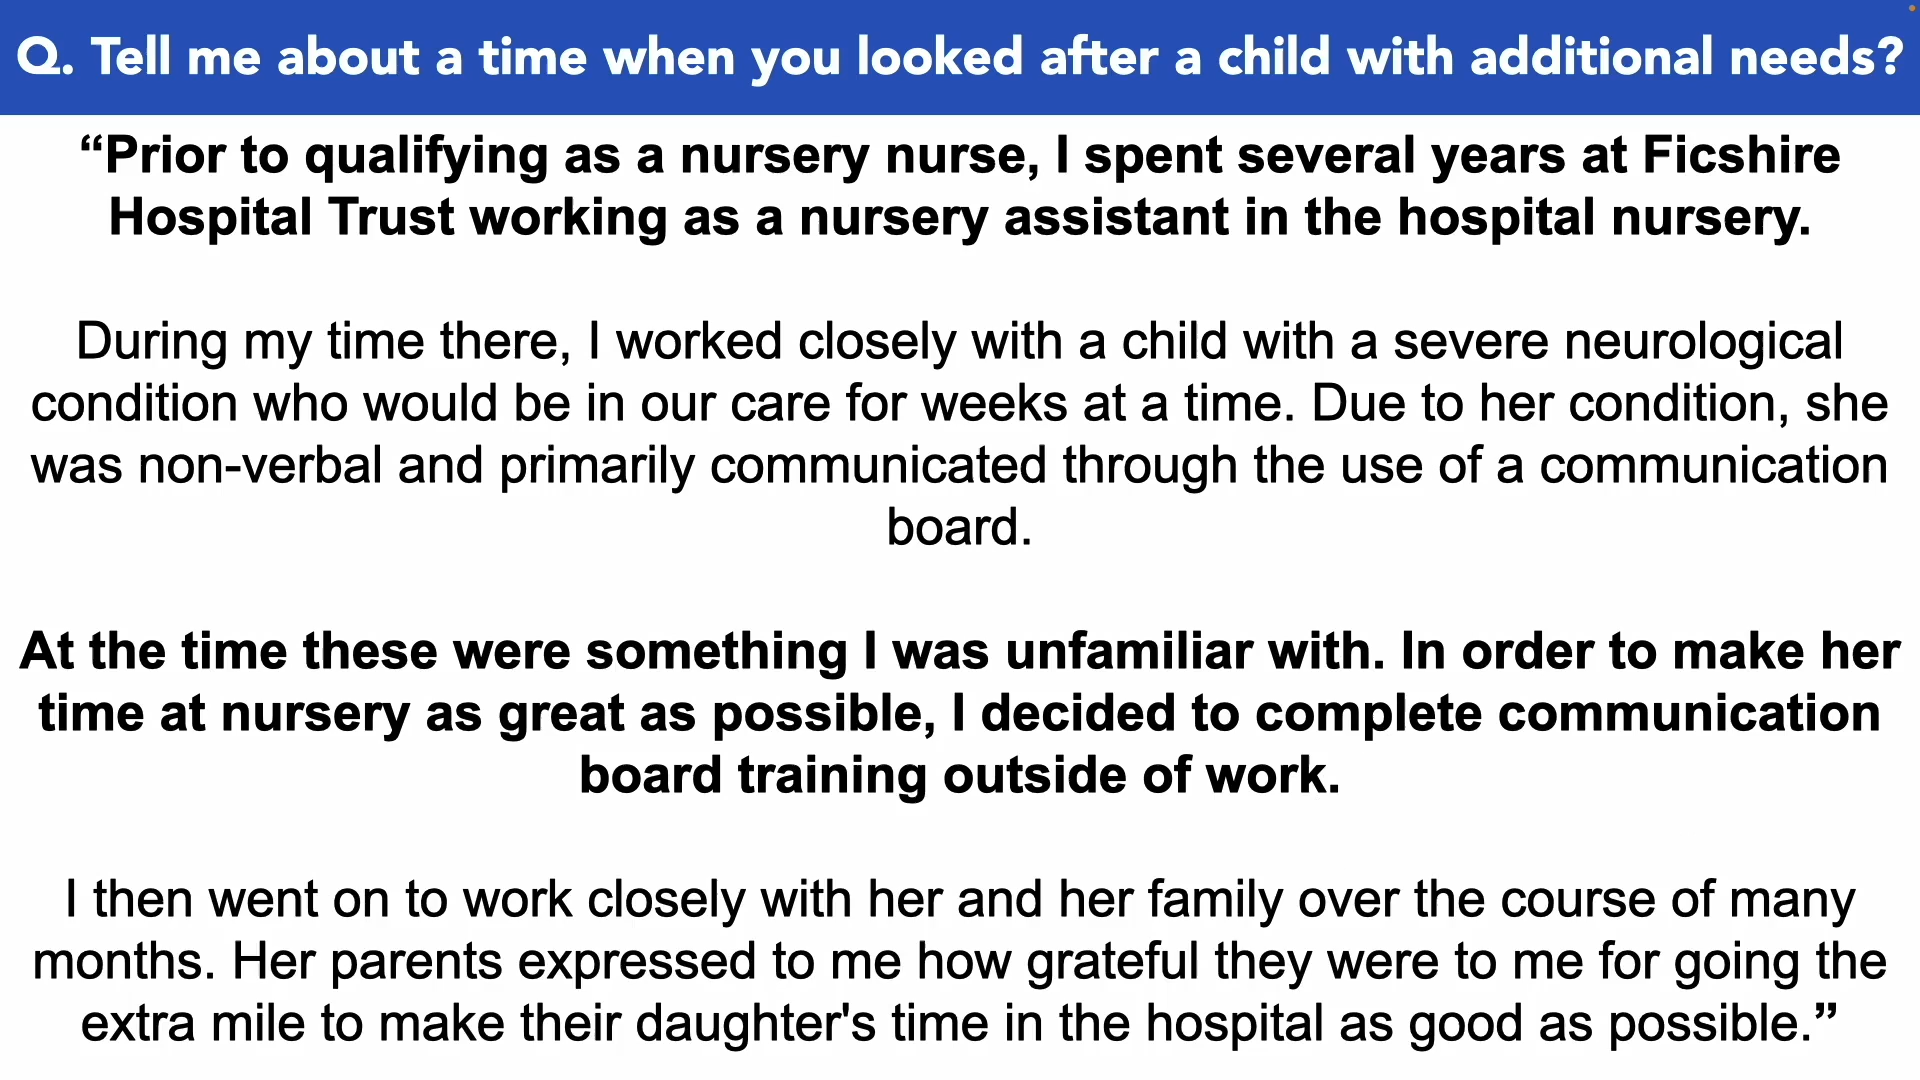 Q. Tell me about a time when you looked after a child with additional needs?
“Prior to qualifying as a nursery nurse, I spent several years at Ficshire
Hospital Trust working as a nursery assistant in the hospital nursery.
During my time there, I worked closely with a child with a severe neurological
condition who would be in our care for weeks at a time. Due to her condition, she
was non-verbal and primarily communicated through the use of a communication
board.
At the time these were something I was unfamiliar with. In order to make her
time at nursery as great as possible, I decided to complete communication
board training outside of work.
I then went on to work closely with her and her family over the course of many
months. Her parents expressed to me how grateful they were to me for going the
extra mile to make their daughter's time in the hospital as good as possible.”